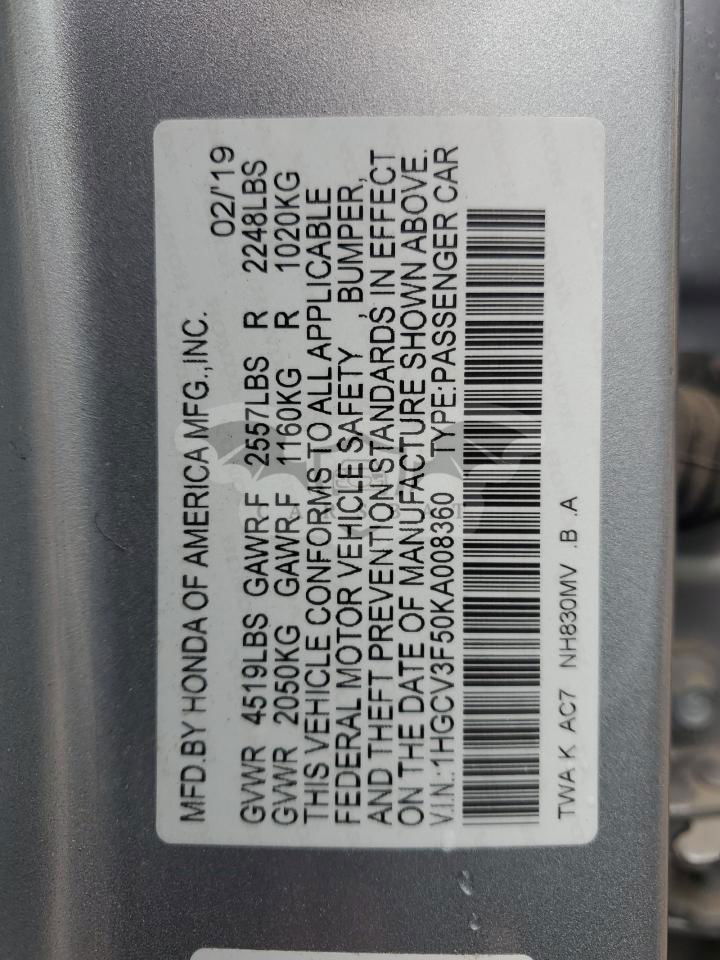 MFD.BY HONDA OF AMERICA MFG.,INC. 02/'19
GVWR 4519LBS GAWR.F 2557LBS R 2248LBS
GVWR 2050KG GAWR.F 1160KG R 1020KG
THIS VEHICLE CONFORMS TO ALL APPLICABLE
FEDERAL MOTOR VEHICLE SAFETY , BUMPER,
AND THEFT PREVENTION STANDARDS, IN EFFECT
ON THE DATE OF MANUFACTURE SHOWN ABOVE.
V.I.N.:1HGCV3F50KA008360 TYPE:PASSENGER CAR
TWA K AC7 NH830MV .B .A